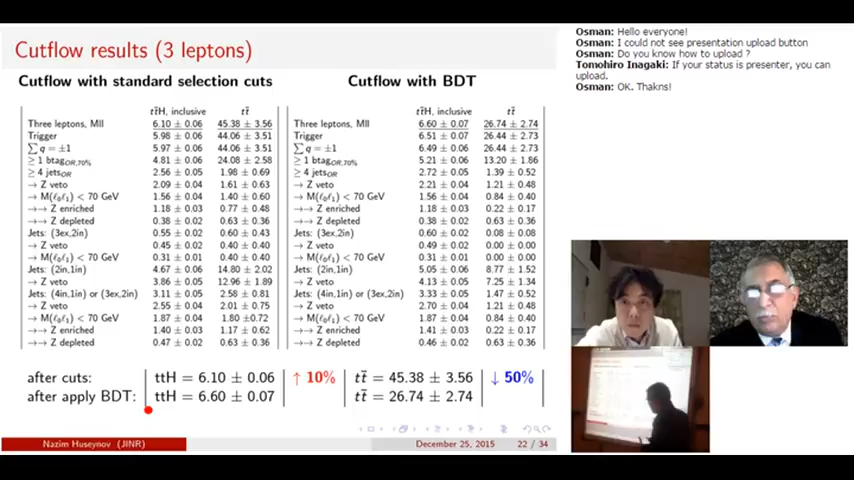 Cutflow results (3 leptons)
Cutflow with standard selection cuts
tt̄H, inclusive tt̄
Three leptons, MII 6.10 ± 0.06 45.38 ± 3.56
Trigger 5.98 ± 0.06 44.06 ± 3.51
∑q = ±1 5.97 ± 0.06 44.06 ± 3.51
≥ 1 btagOR,70% 4.81 ± 0.06 24.08 ± 2.58
≥ 4 jetsOR 2.56 ± 0.05 1.98 ± 0.69
→ Z veto 2.09 ± 0.04 1.61 ± 0.63
→ M(ℓ0ℓ1) < 70 GeV 1.56 ± 0.04 1.40 ± 0.60
→→ Z enriched 1.18 ± 0.03 0.77 ± 0.48
→→ Z depleted 0.38 ± 0.02 0.63 ± 0.36
Jets: (3ex,2in) 0.55 ± 0.02 0.60 ± 0.43
→ Z veto 0.45 ± 0.02 0.40 ± 0.40
→ M(ℓ0ℓ1) < 70 GeV 0.31 ± 0.01 0.40 ± 0.40
Jets: (2in,1in) 4.67 ± 0.06 14.80 ± 2.02
→ Z veto 3.86 ± 0.05 12.96 ± 1.89
Jets: (4in,1in) or (3ex,2in) 3.11 ± 0.05 2.58 ± 0.81
→ Z veto 2.55 ± 0.04 2.01 ± 0.75
→ M(ℓ0ℓ1) < 70 GeV 1.87 ± 0.04 1.80 ±0.72
→→ Z enriched 1.40 ± 0.03 1.17 ± 0.62
→→ Z depleted 0.47 ± 0.02 0.63 ± 0.36
Cutflow with BDT
tt̄H, inclusive tt̄
Three leptons, MII 6.60 ± 0.07 26.74 ± 2.74
Trigger 6.51 ± 0.07 26.44 ± 2.73
∑q = ±1 6.49 ± 0.06 26.44 ± 2.73
≥ 1 btagOR,70% 5.21 ± 0.06 13.20 ± 1.86
≥ 4 jetsOR 2.72 ± 0.05 1.39 ± 0.52
→ Z veto 2.21 ± 0.04 1.21 ± 0.48
→ M(ℓ0ℓ1) < 70 GeV 1.56 ± 0.04 0.84 ± 0.40
→→ Z enriched 1.18 ± 0.03 0.22 ± 0.17
→→ Z depleted 0.38 ± 0.02 0.63 ± 0.36
Jets: (3ex,2in) 0.60 ± 0.02 0.08 ± 0.08
→ Z veto 0.49 ± 0.02 0.00 ± 0.00
→ M(ℓ0ℓ1) < 70 GeV 0.31 ± 0.01 0.00 ± 0.00
Jets: (2in,1in) 5.05 ± 0.06 8.77 ± 1.52
→ Z veto 4.13 ± 0.05 7.25 ± 1.34
Jets: (4in,1in) or (3ex,2in) 3.33 ± 0.05 1.47 ± 0.52
→ Z veto 2.70 ± 0.04 1.21 ± 0.48
→ M(ℓ0ℓ1) < 70 GeV 1.87 ± 0.04 0.84 ± 0.40
→→ Z enriched 1.41 ± 0.03 0.22 ± 0.17
→→ Z depleted 0.46 ± 0.02 0.63 ± 0.36
after cuts: ttH = 6.10 ± 0.06 ↑ 10% tt̄ = 45.38 ± 3.56 ↓ 50%
after apply BDT: ttH = 6.60 ± 0.07 tt̄ = 26.74 ± 2.74
Nazim Huseynov (JINR) December 25, 2015 22 / 34
Osman: Hello everyone!
Osman: I could not see presentation upload button
Osman: Do you know how to upload ?
Tomohiro Inagaki: If your status is presenter, you can
upload.
Osman: OK. Thakns!